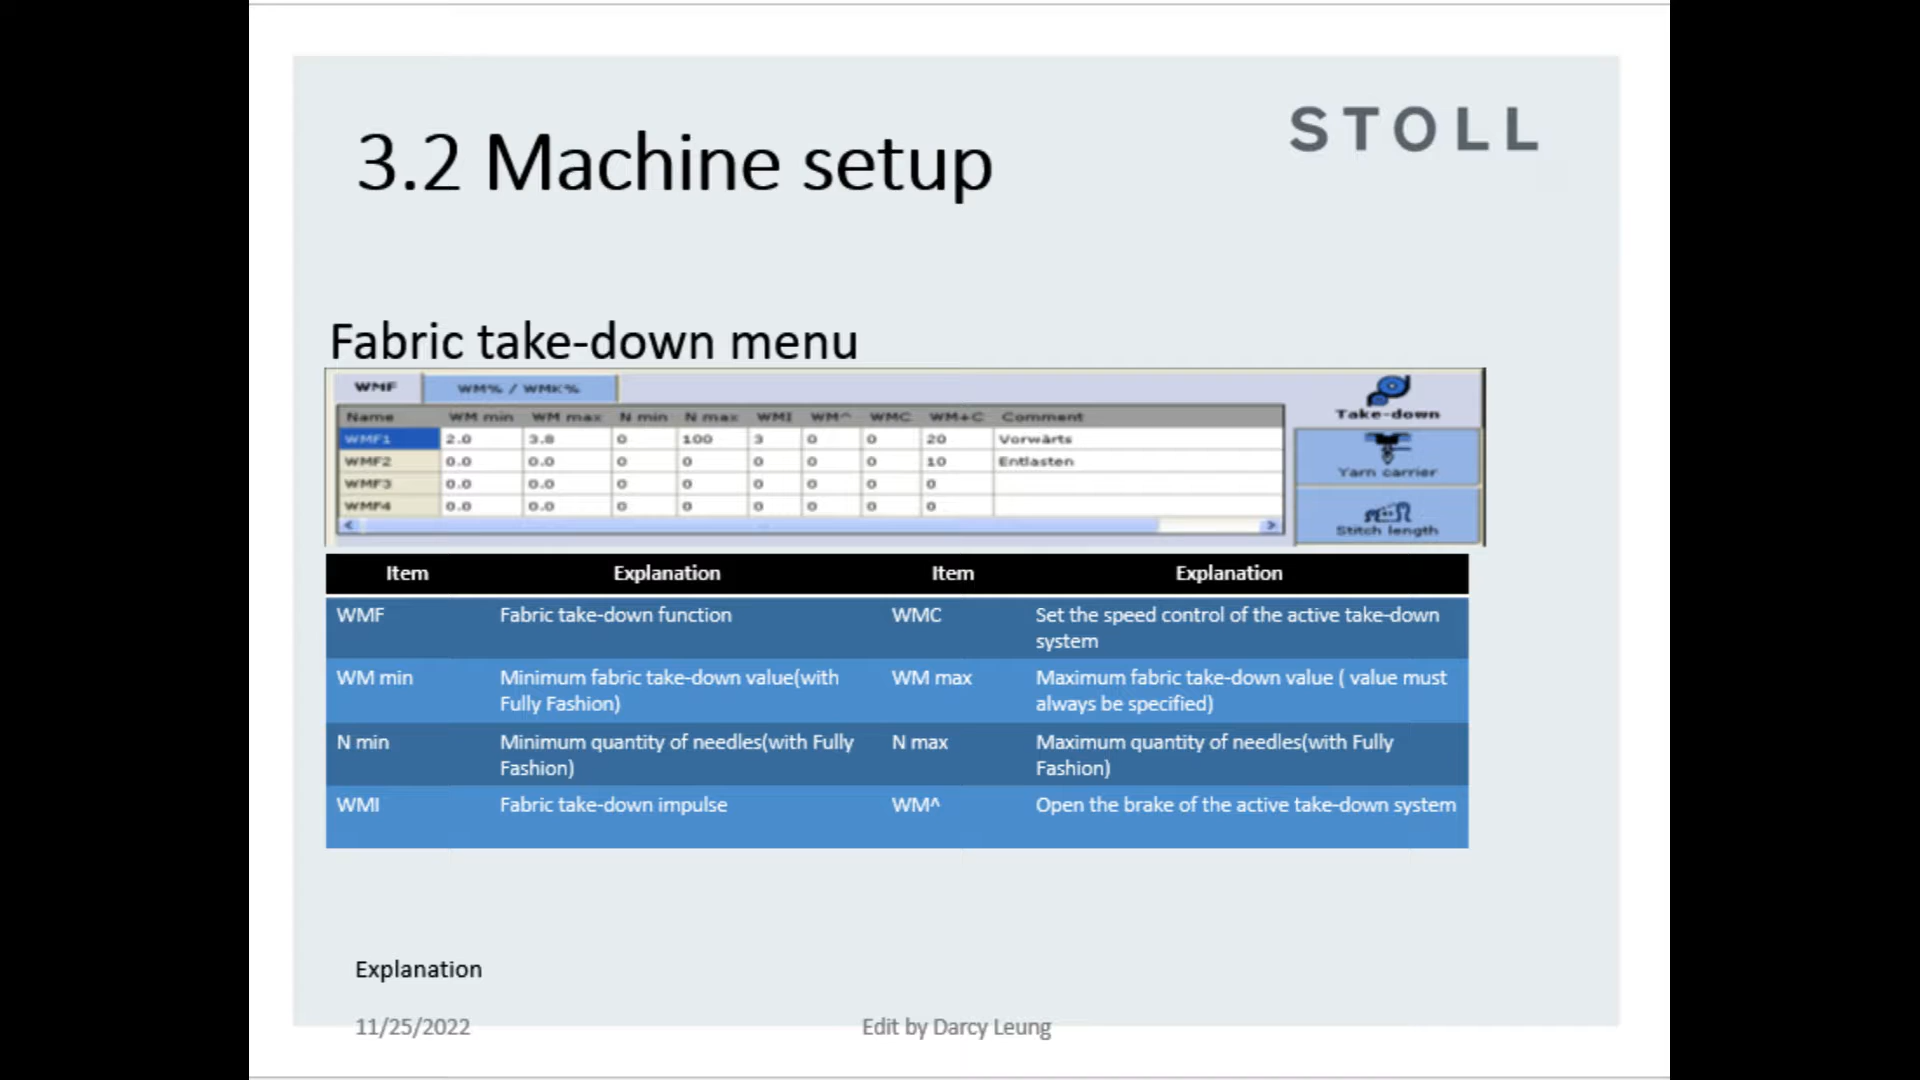 STOLL
3.2 Machine setup
Fabric take-down menu
WMF WM% / WMK%
Take-down
Name WM min WM max N min N max WMI WM^ WMC WM+C Comment
WMF1 2.0 3.8 0 100 3 0 0 20 Vorwärts
WMF2 0.0 0.0 0 0 0 0 0 10 Entlasten
WMF3 0.0 0.0 0 0 0 0 0 0
WMF4 0.0 0.0 0 0 0 0 0 0
Yarn carrier
Stitch length
Item Explanation Item Explanation
WMF Fabric take-down function WMC Set the speed control of the active take-down
system
WM min Minimum fabric take-down value(with WM max Maximum fabric take-down value ( value must
Fully Fashion) always be specified)
N min Minimum quantity of needles(with Fully N max Maximum quantity of needles(with Fully
Fashion) Fashion)
WMI Fabric take-down impulse WM^ Open the brake of the active take-down system
Explanation
11/25/2022 Edit by Darcy Leung